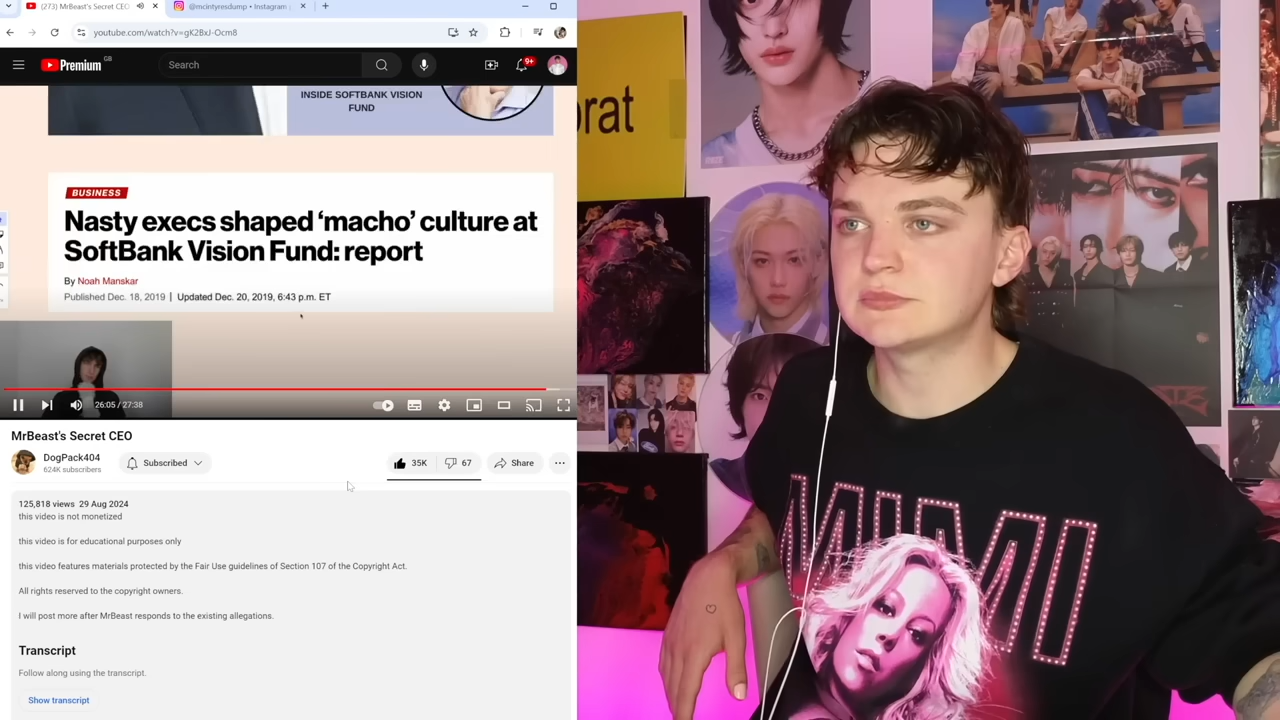 (273) MrBeast's Secret CEO
@mcintyresdump • Instagram
youtube.com/watch?v=gK2BxJ-Ocm8
Premium GB
Search
9+
INSIDE SOFTBANK VISION
FUND
BUSINESS
Nasty execs shaped ‘macho’ culture at
SoftBank Vision Fund: report
By Noah Manskar
Published Dec. 18, 2019 | Updated Dec. 20, 2019, 6:43 p.m. ET
26:05 / 27:38
MrBeast's Secret CEO
DogPack404
624K subscribers
Subscribed
35K
67
Share
125,818 views 29 Aug 2024
this video is not monetized
this video is for educational purposes only
this video features materials protected by the Fair Use guidelines of Section 107 of the Copyright Act.
All rights reserved to the copyright owners.
I will post more after MrBeast responds to the existing allegations.
Transcript
Follow along using the transcript.
Show transcript
brat
MIMI